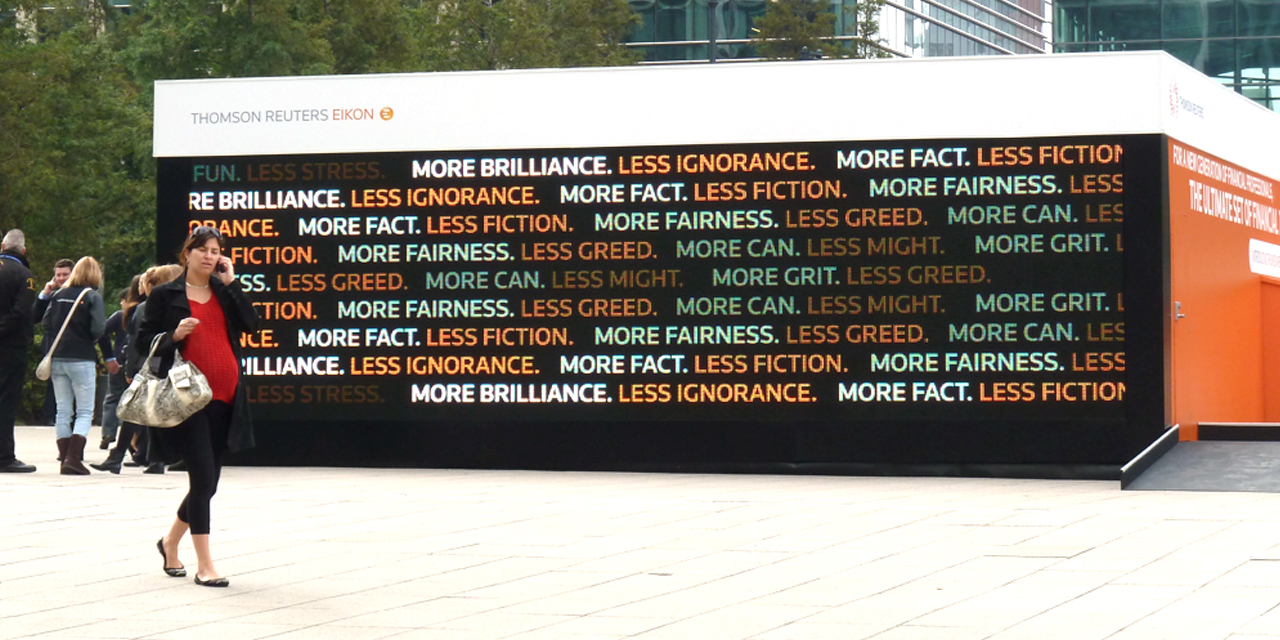 THOMSON REUTERS EIKON
THOMSON REUTERS
FUN. LESS STRESS. MORE BRILLIANCE. LESS IGNORANCE. MORE FACT. LESS FICTION
RE BRILLIANCE. LESS IGNORANCE. MORE FACT. LESS FICTION. MORE FAIRNESS. LESS
ORANCE. MORE FACT. LESS FICTION. MORE FAIRNESS. LESS GREED. MORE CAN. LES
FICTION. MORE FAIRNESS. LESS GREED. MORE CAN. LESS MIGHT. MORE GRIT. L
SS. LESS GREED. MORE CAN. LESS MIGHT. MORE GRIT. LESS GREED.
CTION. MORE FAIRNESS. LESS GREED. MORE CAN. LESS MIGHT. MORE GRIT. L
NCE. MORE FACT. LESS FICTION. MORE FAIRNESS. LESS GREED. MORE CAN. LES
ILLIANCE. LESS IGNORANCE. MORE FACT. LESS FICTION. MORE FAIRNESS. LESS
LESS STRESS. MORE BRILLIANCE. LESS IGNORANCE. MORE FACT. LESS FICTION
FOR A NEW GENERATION OF FINANCIAL PROFESSIONALS,
THE ULTIMATE SET OF FINANCIAL